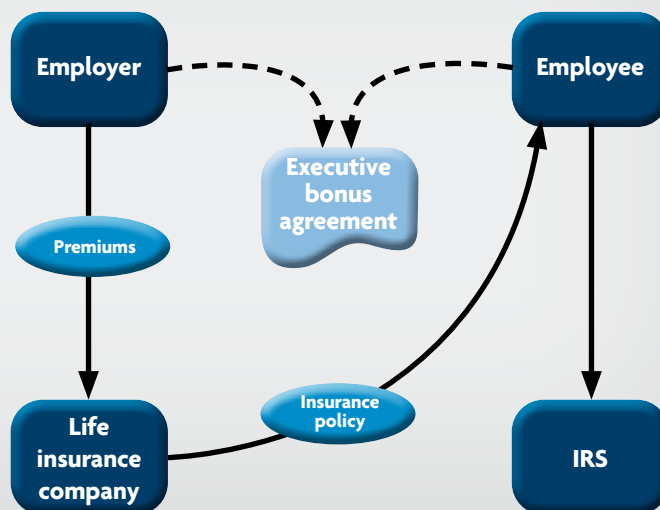 Employer
Employee
Executive
bonus
agreement
Premiums
Insurance
policy
Life
insurance
company
IRS